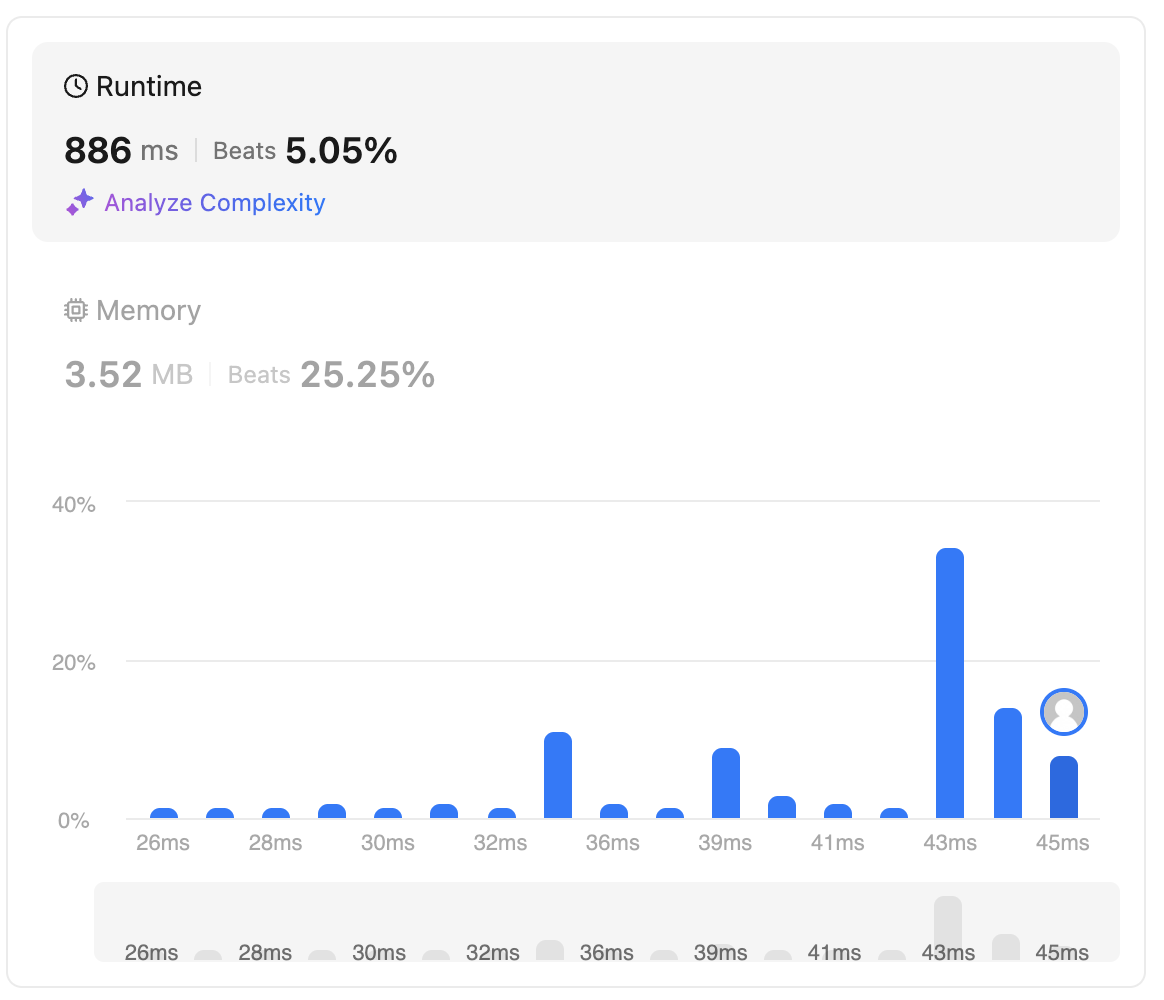 Runtime
886 ms | Beats 5.05%
Analyze Complexity
Memory
3.52 MB | Beats 25.25%
40%
20%
0%
26ms 28ms 30ms 32ms 36ms 39ms 41ms 43ms 45ms
26ms 28ms 30ms 32ms 36ms 39ms 41ms 43ms 45ms